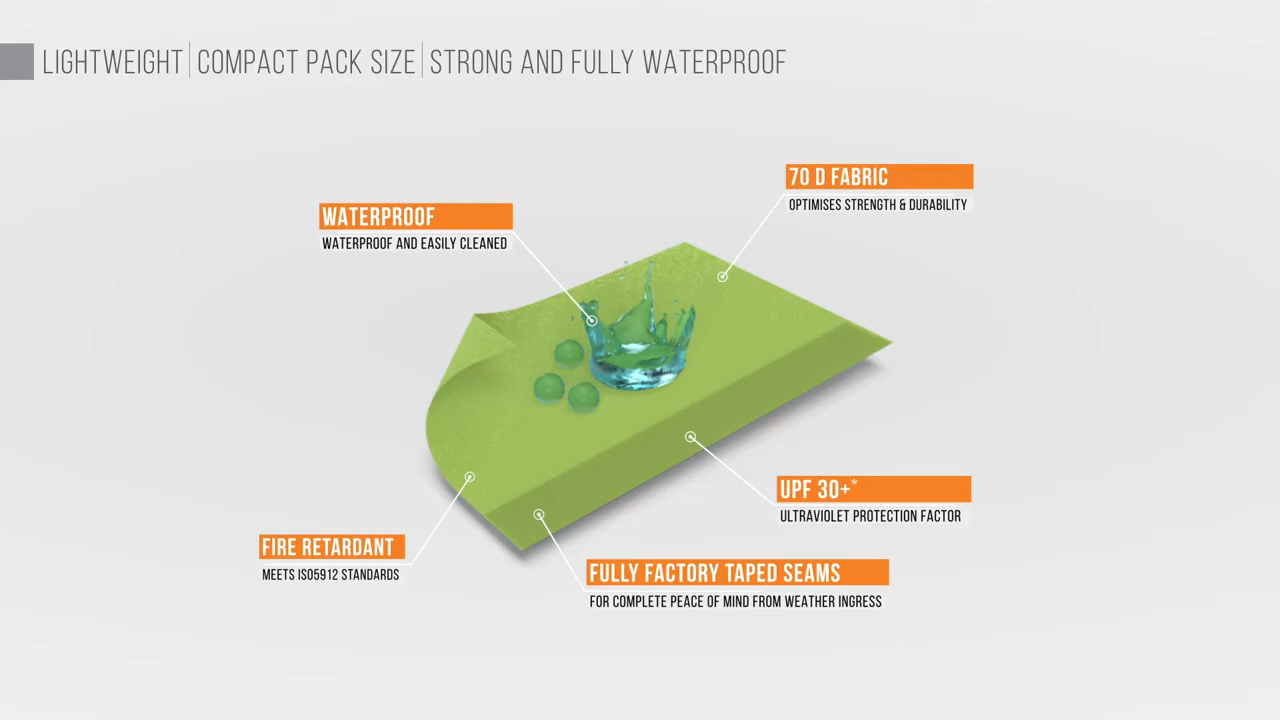 LIGHTWEIGHT | COMPACT PACK SIZE | STRONG AND FULLY WATERPROOF
70 D FABRIC
OPTIMISES STRENGTH & DURABILITY
WATERPROOF
WATERPROOF AND EASILY CLEANED
UPF 30+*
ULTRAVIOLET PROTECTION FACTOR
FIRE RETARDANT
MEETS ISO5912 STANDARDS
FULLY FACTORY TAPED SEAMS
FOR COMPLETE PEACE OF MIND FROM WEATHER INGRESS